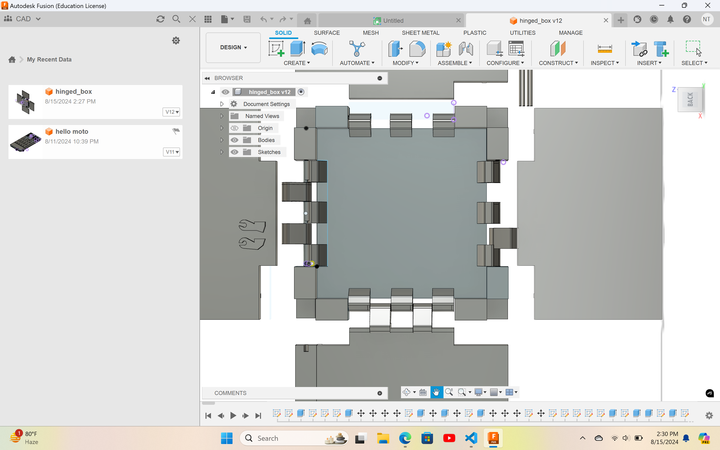 Autodesk Fusion (Education License)
CAD
Untitled
hinged_box v12
NT
My Recent Data
hinged_box
8/15/2024 2:27 PM
V12
hello moto
8/11/2024 10:39 PM
V11
DESIGN
SOLID
SURFACE
MESH
SHEET METAL
PLASTIC
UTILITIES
MANAGE
CREATE
AUTOMATE
MODIFY
ASSEMBLE
CONFIGURE
CONSTRUCT
INSPECT
INSERT
SELECT
BROWSER
hinged_box v12
Document Settings
Named Views
Origin
Bodies
Sketches
Z
BACK
X
COMMENTS
1
80°F
Haze
Search
2:30 PM
8/15/2024